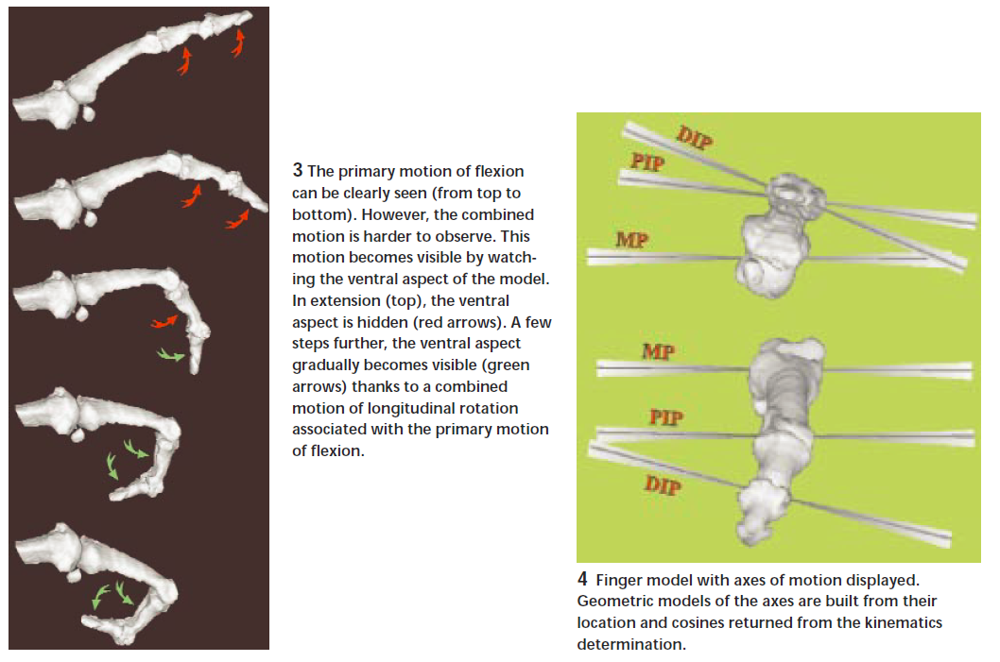 3 The primary motion of flexion
can be clearly seen (from top to
bottom). However, the combined
motion is harder to observe. This
motion becomes visible by watch-
ing the ventral aspect of the model.
In extension (top), the ventral
aspect is hidden (red arrows). A few
steps further, the ventral aspect
gradually becomes visible (green
arrows) thanks to a combined
motion of longitudinal rotation
associated with the primary motion
of flexion.
DIP
PIP
MP
MP
PIP
DIP
4 Finger model with axes of motion displayed.
Geometric models of the axes are built from their
location and cosines returned from the kinematics
determination.